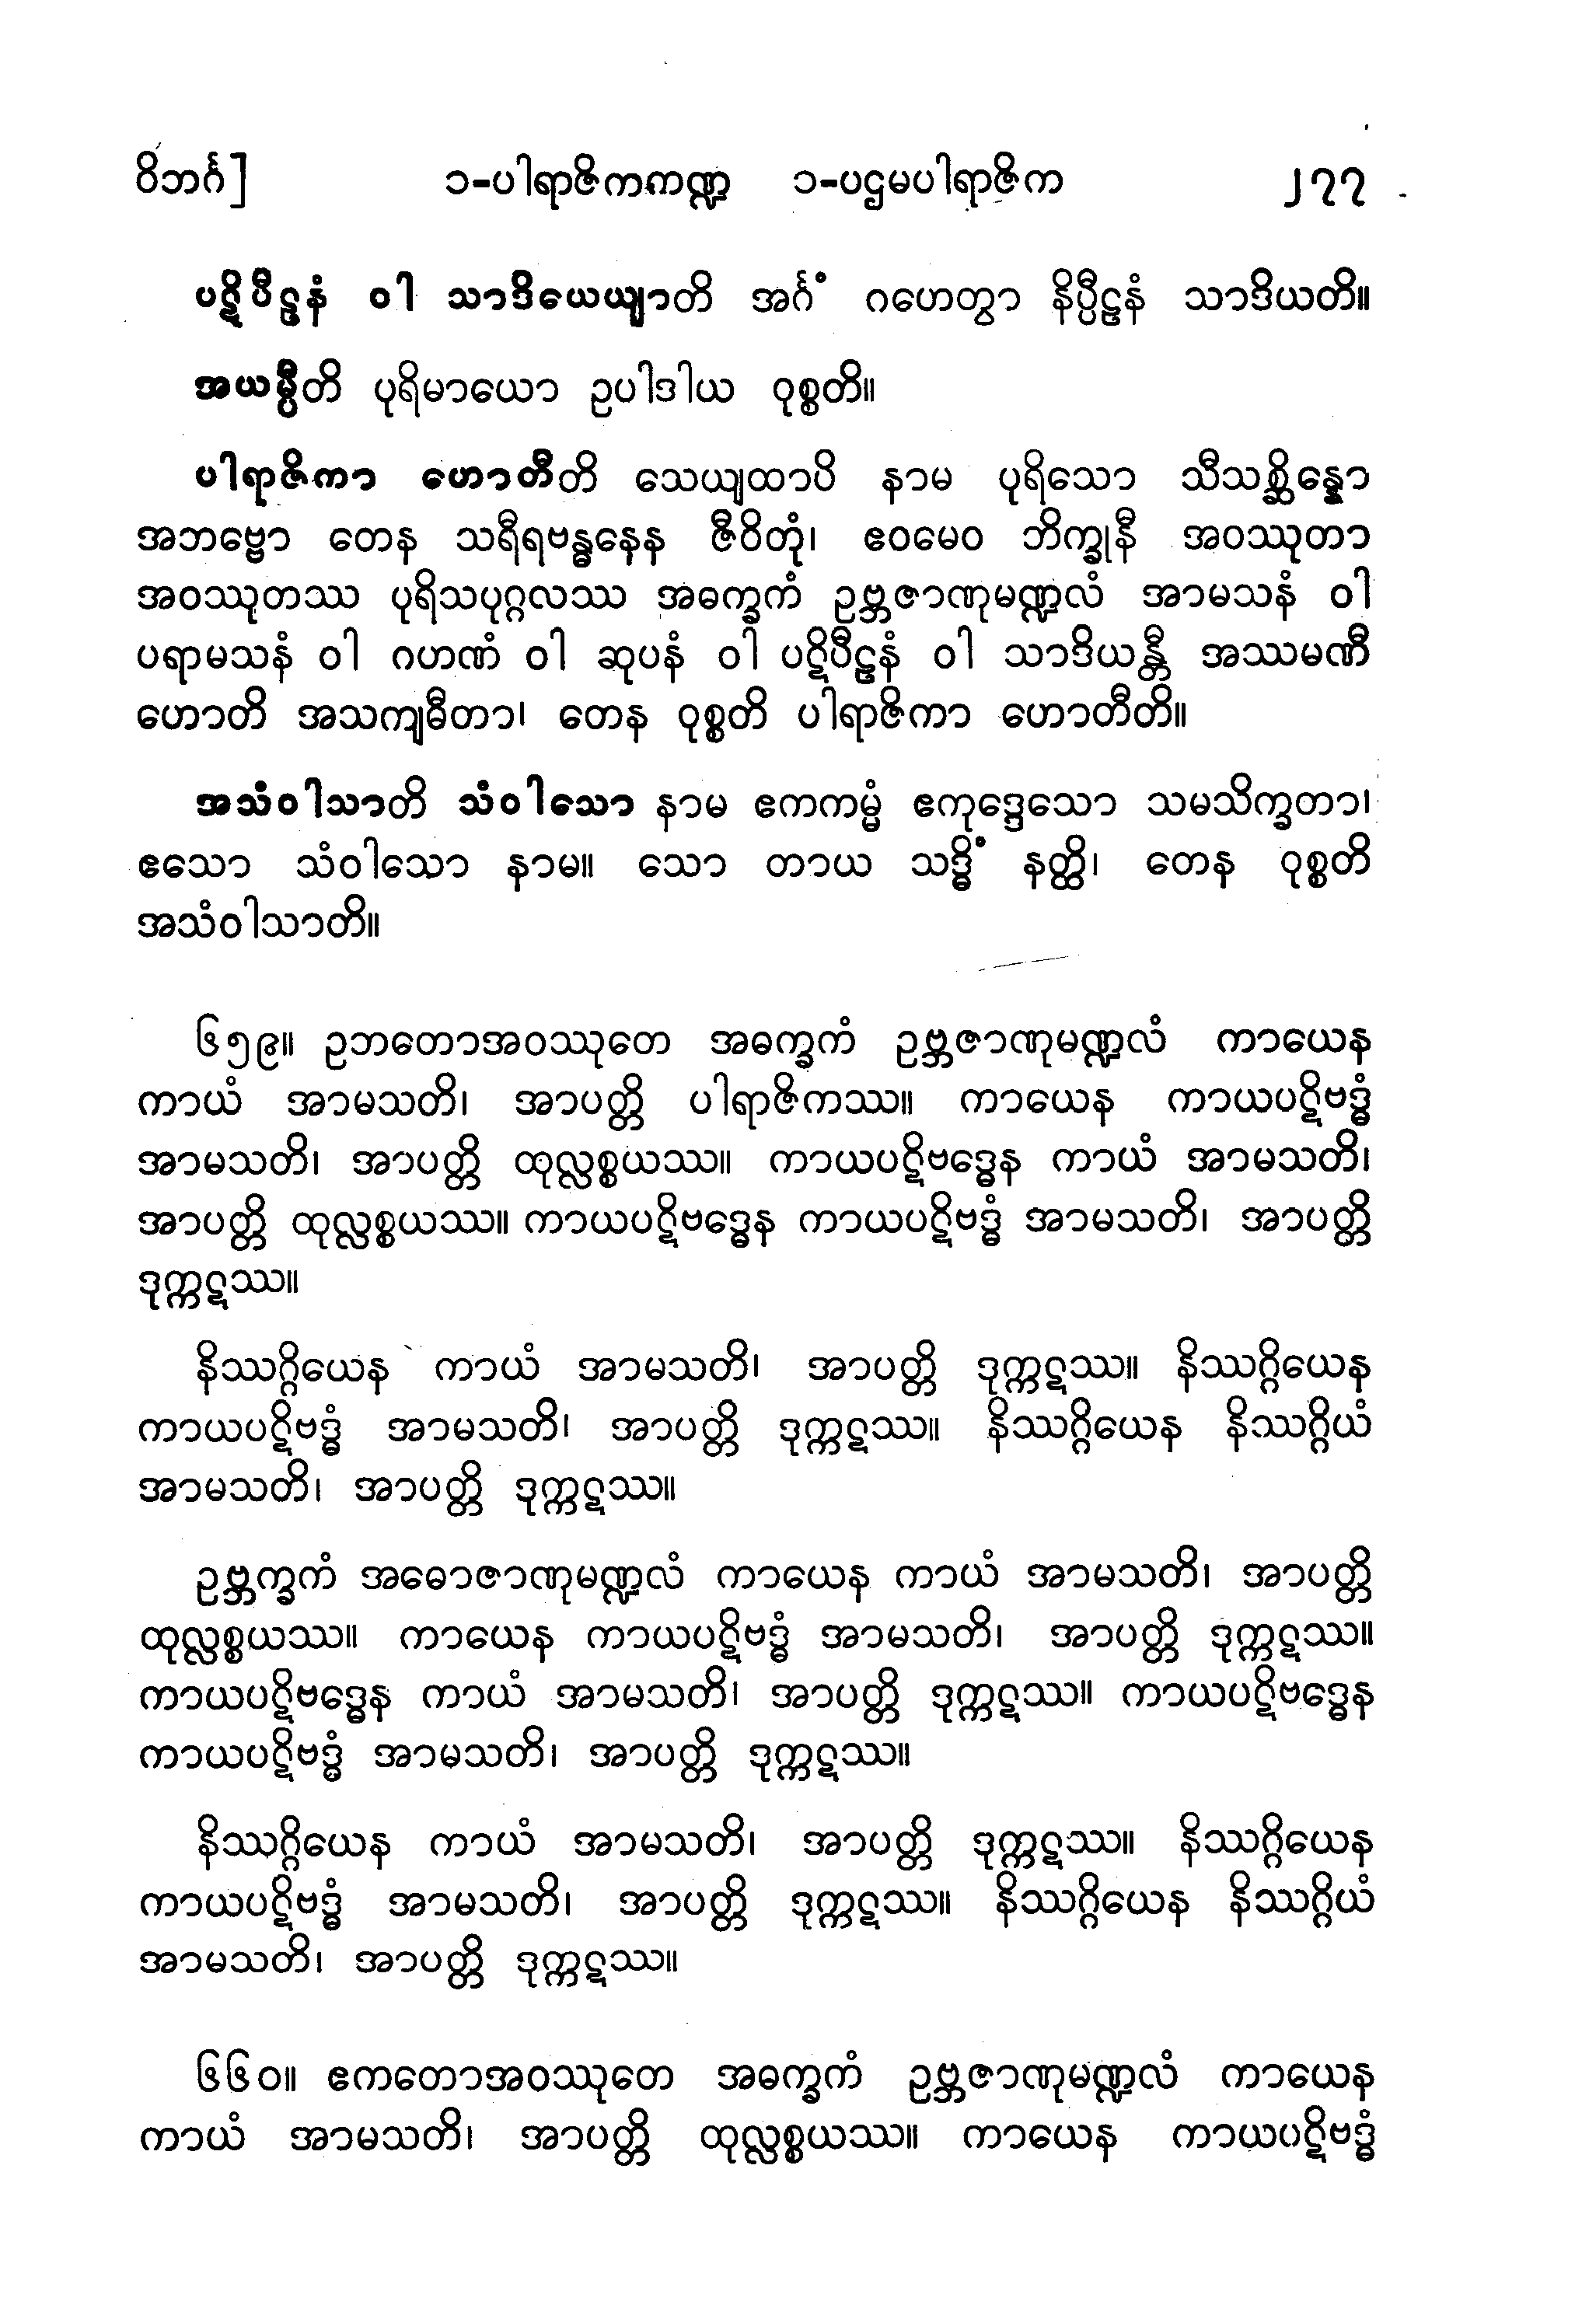 ဝိဘင်္ဂ] ၁-ပါရာဇိကကဏ္ဍ ၁-ပဌမပါရာဇိက ၂၇၇
ပဋိပီဠနံ ဝါ သာဒိယေယျာတိ အင်္ဂံ ဂဟေတွာ နိပ္ပီဠနံ သာဒိယတိ။
အယမ္ပီတိ ပုရိမာယော ဥပါဒါယ ဝုစ္စတိ။
ပါရာဇိကာ ဟောတီတိ သေယျထာပိ နာမ ပုရိသော သီသစ္ဆိန္နော
အဘဗ္ဗော တေန သရီရဗန္ဓနေန ဇီဝိတုံ၊ ဧဝမေဝ ဘိက္ခုနီ အဝဿုတာ
အဝဿုတဿ ပုရိသပုဂ္ဂလဿ အဓက္ခကံ ဥဗ္ဘဇာဏုမဏ္ဍလံ အာမသနံ ဝါ
ပရာမသနံ ဝါ ဂဟဏံ ဝါ ဆုပနံ ဝါ ပဋိပီဠနံ ဝါ သာဒိယန္တီ အဿမဏီ
ဟောတိ အသကျဓီတာ၊ တေန ဝုစ္စတိ ပါရာဇိကာ ဟောတီတိ။
အသံဝါသာတိ သံဝါသော နာမ ဧကကမ္မံ ဧကုဒ္ဒေသော သမသိက္ခတာ၊
ဧသော သံဝါသော နာမ။ သော တာယ သဒ္ဓိံ နတ္ထိ၊ တေန ဝုစ္စတိ
အသံဝါသာတိ။
၆၅၉။ ဥဘတောအဝဿုတေ အဓက္ခကံ ဥဗ္ဘဇာဏုမဏ္ဍလံ ကာယေန
ကာယံ အာမသတိ၊ အာပတ္တိ ပါရာဇိကဿ။ ကာယေန ကာယပဋိဗဒ္ဓံ
အာမသတိ၊ အာပတ္တိ ထုလ္လစ္စယဿ။ ကာယပဋိဗဒ္ဓေန ကာယံ အာမသတိ၊
အာပတ္တိ ထုလ္လစ္စယဿ။ ကာယပဋိဗဒ္ဓေန ကာယပဋိဗဒ္ဓံ အာမသတိ၊ အာပတ္တိ
ဒုက္ကဋဿ။
နိဿဂ္ဂိယေန ကာယံ အာမသတိ၊ အာပတ္တိ ဒုက္ကဋဿ။ နိဿဂ္ဂိယေန
ကာယပဋိဗဒ္ဓံ အာမသတိ၊ အာပတ္တိ ဒုက္ကဋဿ။ နိဿဂ္ဂိယေန နိဿဂ္ဂိယံ
အာမသတိ၊ အာပတ္တိ ဒုက္ကဋဿ။
ဥဗ္ဘက္ခကံ အဓောဇာဏုမဏ္ဍလံ ကာယေန ကာယံ အာမသတိ၊ အာပတ္တိ
ထုလ္လစ္စယဿ။ ကာယေန ကာယပဋိဗဒ္ဓံ အာမသတိ၊ အာပတ္တိ ဒုက္ကဋဿ။
ကာယပဋိဗဒ္ဓေန ကာယံ အာမသတိ၊ အာပတ္တိ ဒုက္ကဋဿ။ ကာယပဋိဗဒ္ဓေန
ကာယပဋိဗဒ္ဓံ အာမသတိ၊ အာပတ္တိ ဒုက္ကဋဿ။
နိဿဂ္ဂိယေန ကာယံ အာမသတိ၊ အာပတ္တိ ဒုက္ကဋဿ။ နိဿဂ္ဂိယေန
ကာယပဋိဗဒ္ဓံ အာမသတိ၊ အာပတ္တိ ဒုက္ကဋဿ။ နိဿဂ္ဂိယေန နိဿဂ္ဂိယံ
အာမသတိ၊ အာပတ္တိ ဒုက္ကဋဿ။
၆၆၀။ ဧကတောအဝဿုတေ အဓက္ခကံ ဥဗ္ဘဇာဏုမဏ္ဍလံ ကာယေန
ကာယံ အာမသတိ၊ အာပတ္တိ ထုလ္လစ္စယဿ။ ကာယေန ကာယပဋိဗဒ္ဓံ